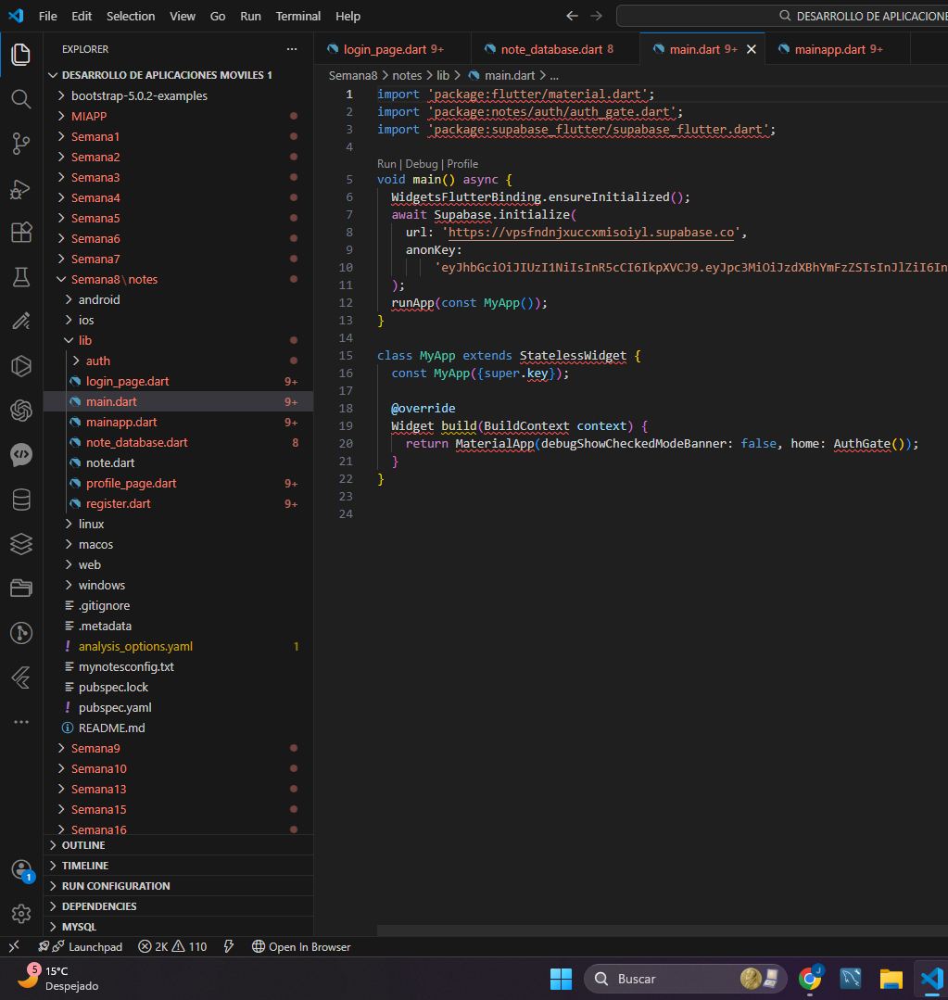 File Edit Selection View Go Run Terminal Help
DESARROLLO DE APLICACIONE
EXPLORER
DESARROLLO DE APLICACIONES MOVILES 1
bootstrap-5.0.2-examples
MIAPP
Semana1
Semana2
Semana3
Semana4
Semana5
Semana6
Semana7
Semana8\notes
android
ios
lib
auth
login_page.dart 9+
main.dart 9+
mainapp.dart 9+
note_database.dart 8
note.dart
profile_page.dart 9+
register.dart 9+
linux
macos
web
windows
.gitignore
.metadata
analysis_options.yaml 1
mynotesconfig.txt
pubspec.lock
pubspec.yaml
README.md
Semana9
Semana10
Semana13
Semana15
Semana16
OUTLINE
TIMELINE
RUN CONFIGURATION
DEPENDENCIES
MYSQL
login_page.dart 9+ note_database.dart 8 main.dart 9+ mainapp.dart 9+
Semana8 > notes > lib > main.dart > ...
1 import 'package:flutter/material.dart';
2 import 'package:notes/auth/auth_gate.dart';
3 import 'package:supabase_flutter/supabase_flutter.dart';
4
Run | Debug | Profile
5 void main() async {
6 WidgetsFlutterBinding.ensureInitialized();
7 await Supabase.initialize(
8 url: 'https://vpsfndnjxuccxmisoiyl.supabase.co',
9 anonKey:
10 'eyJhbGciOiJIUzI1NiIsInR5cCI6IkpXVCJ9.eyJpc3MiOiJzdXBhYmFzZSIsInJlZiI6In
11 );
12 runApp(const MyApp());
13 }
14
15 class MyApp extends StatelessWidget {
16 const MyApp({super.key});
17
18 @override
19 Widget build(BuildContext context) {
20 return MaterialApp(debugShowCheckedModeBanner: false, home: AuthGate());
21 }
22 }
23
24
1
Launchpad 2K 110 Open In Browser
5
15°C
Despejado
Buscar
J